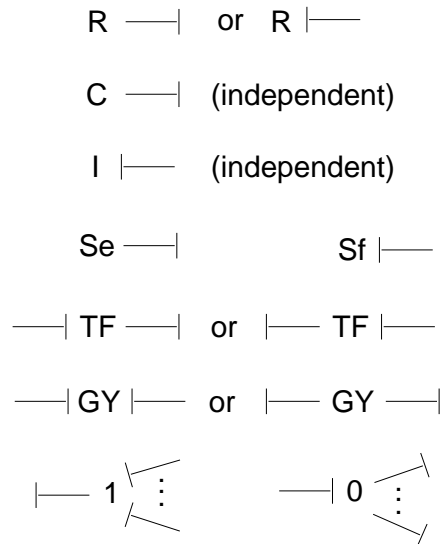 R or R
C (independent)
I (independent)
Se Sf
TF or TF
GY or GY
1 ⋮ 0 ⋮